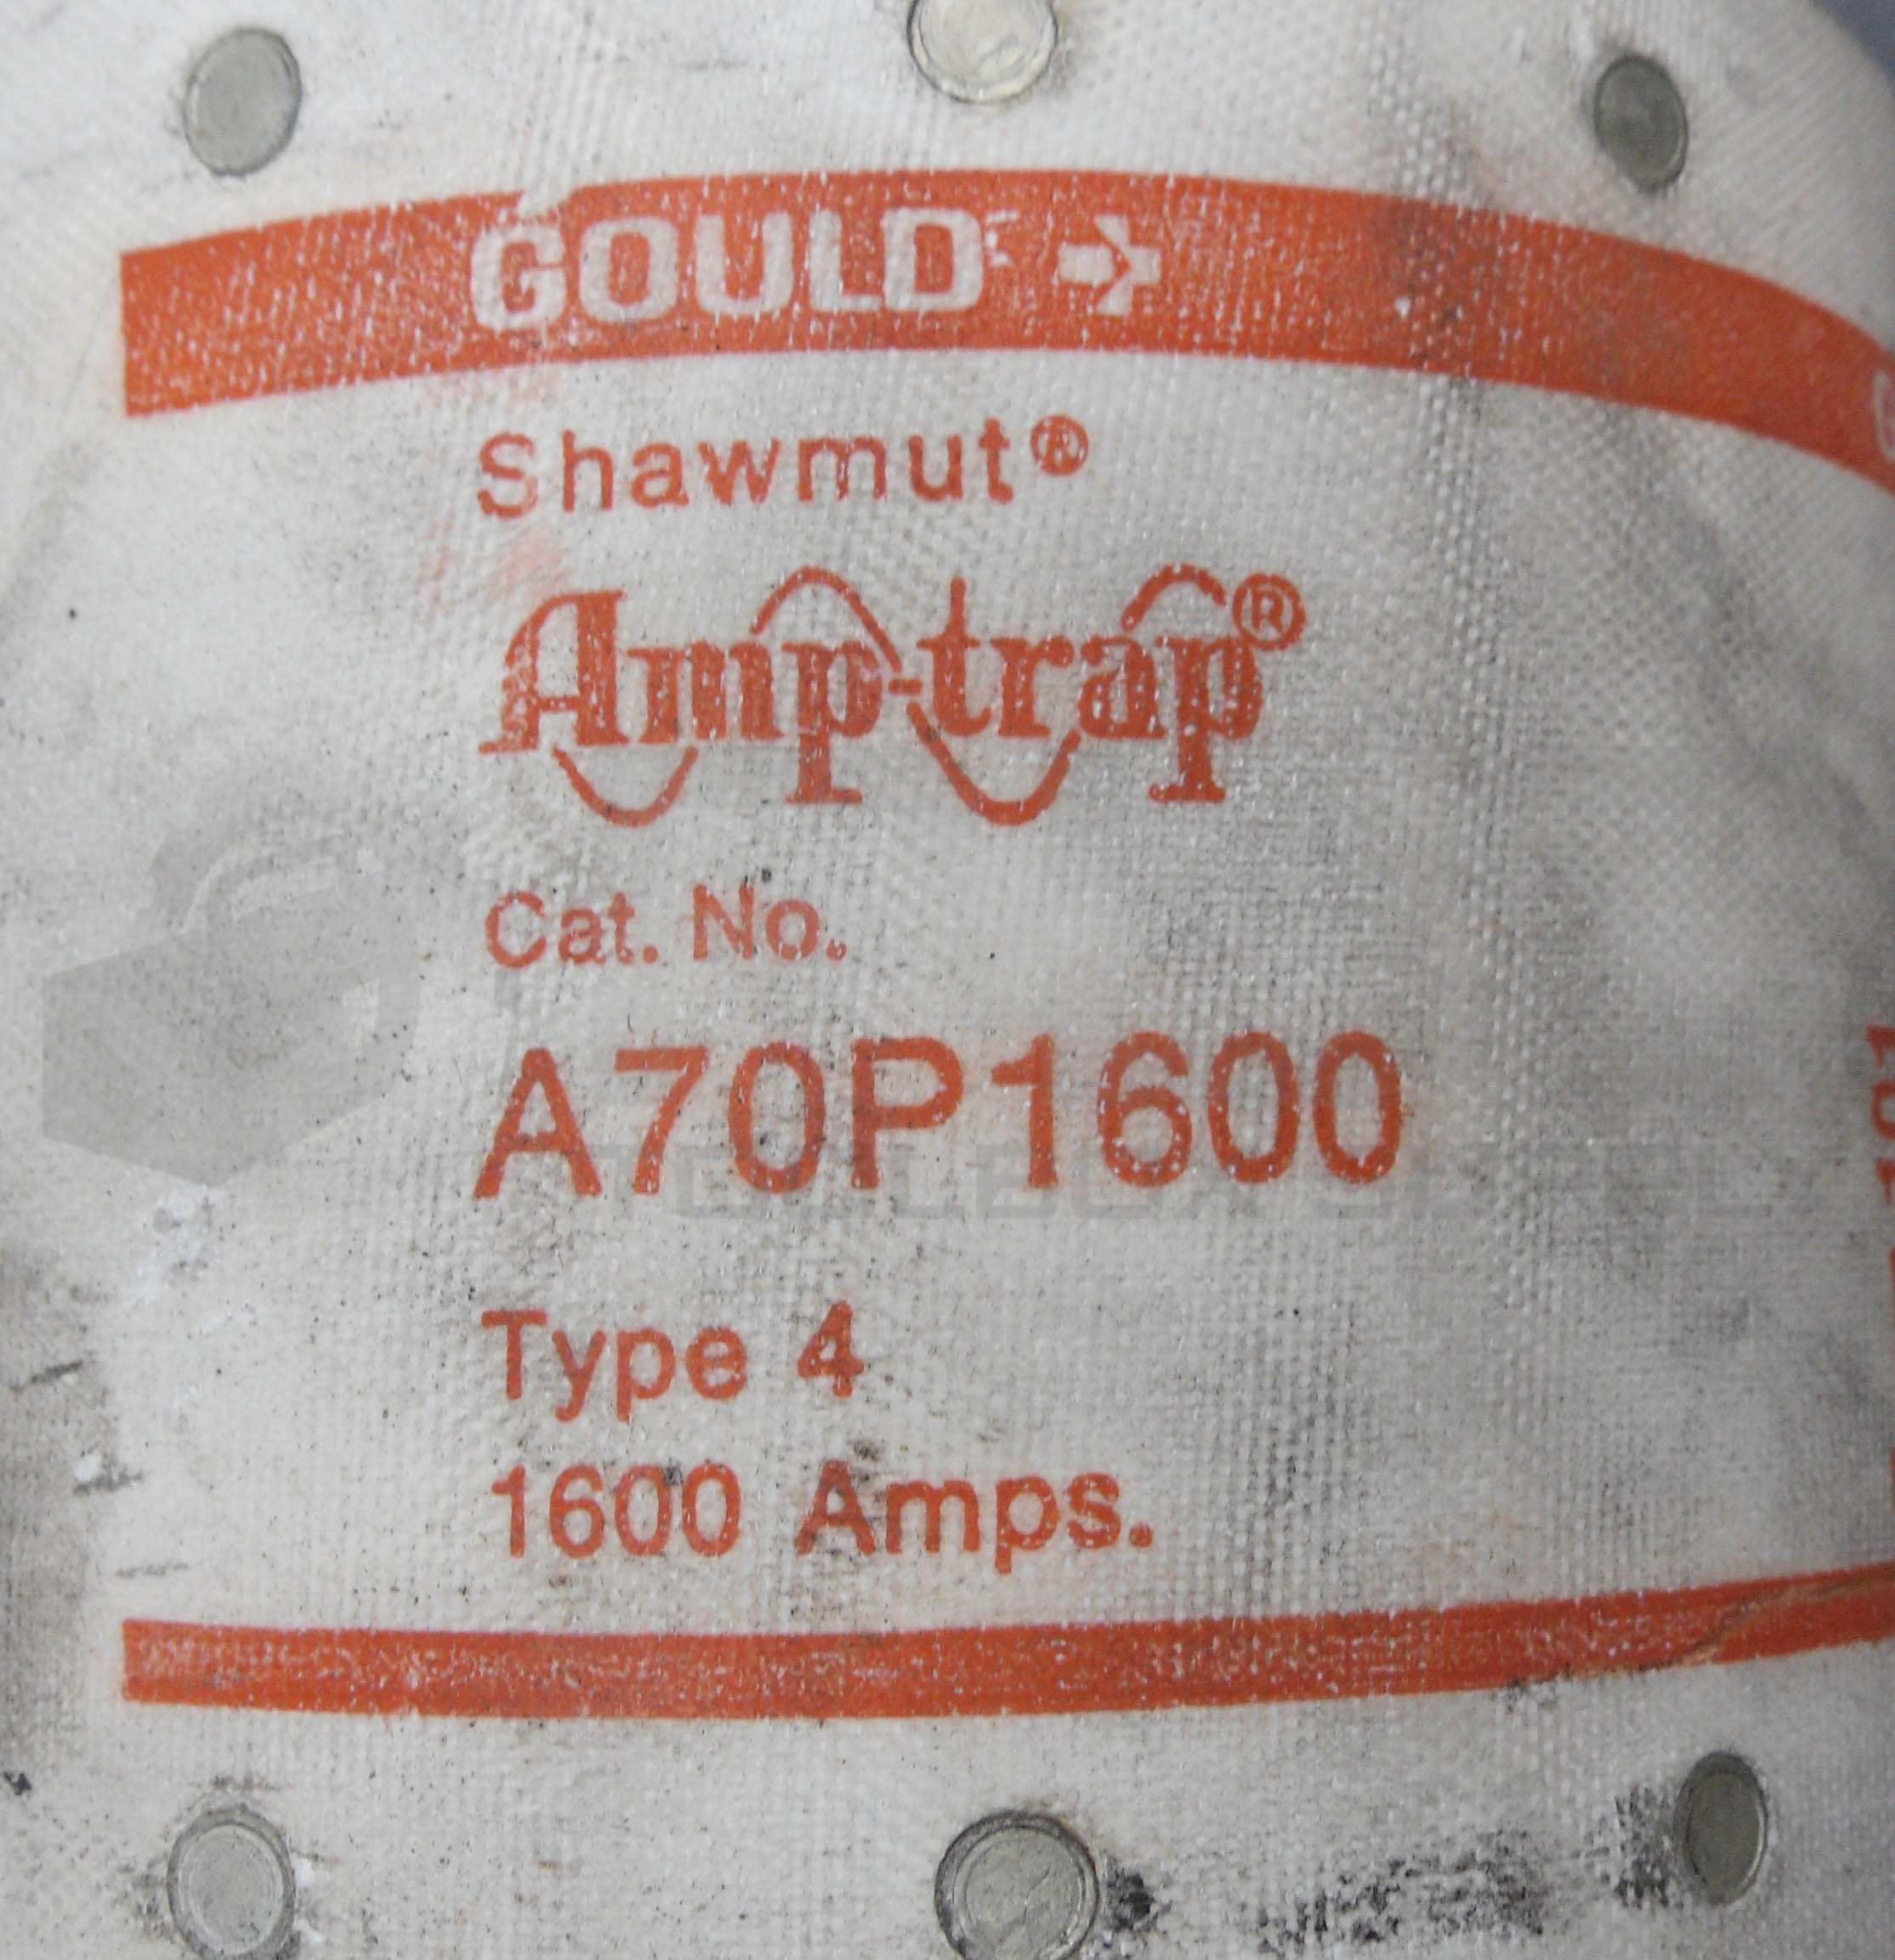 GOULD
Shawmut®
Amp-trap®
Cat. No.
A70P1600
Type 4
1600 Amps.